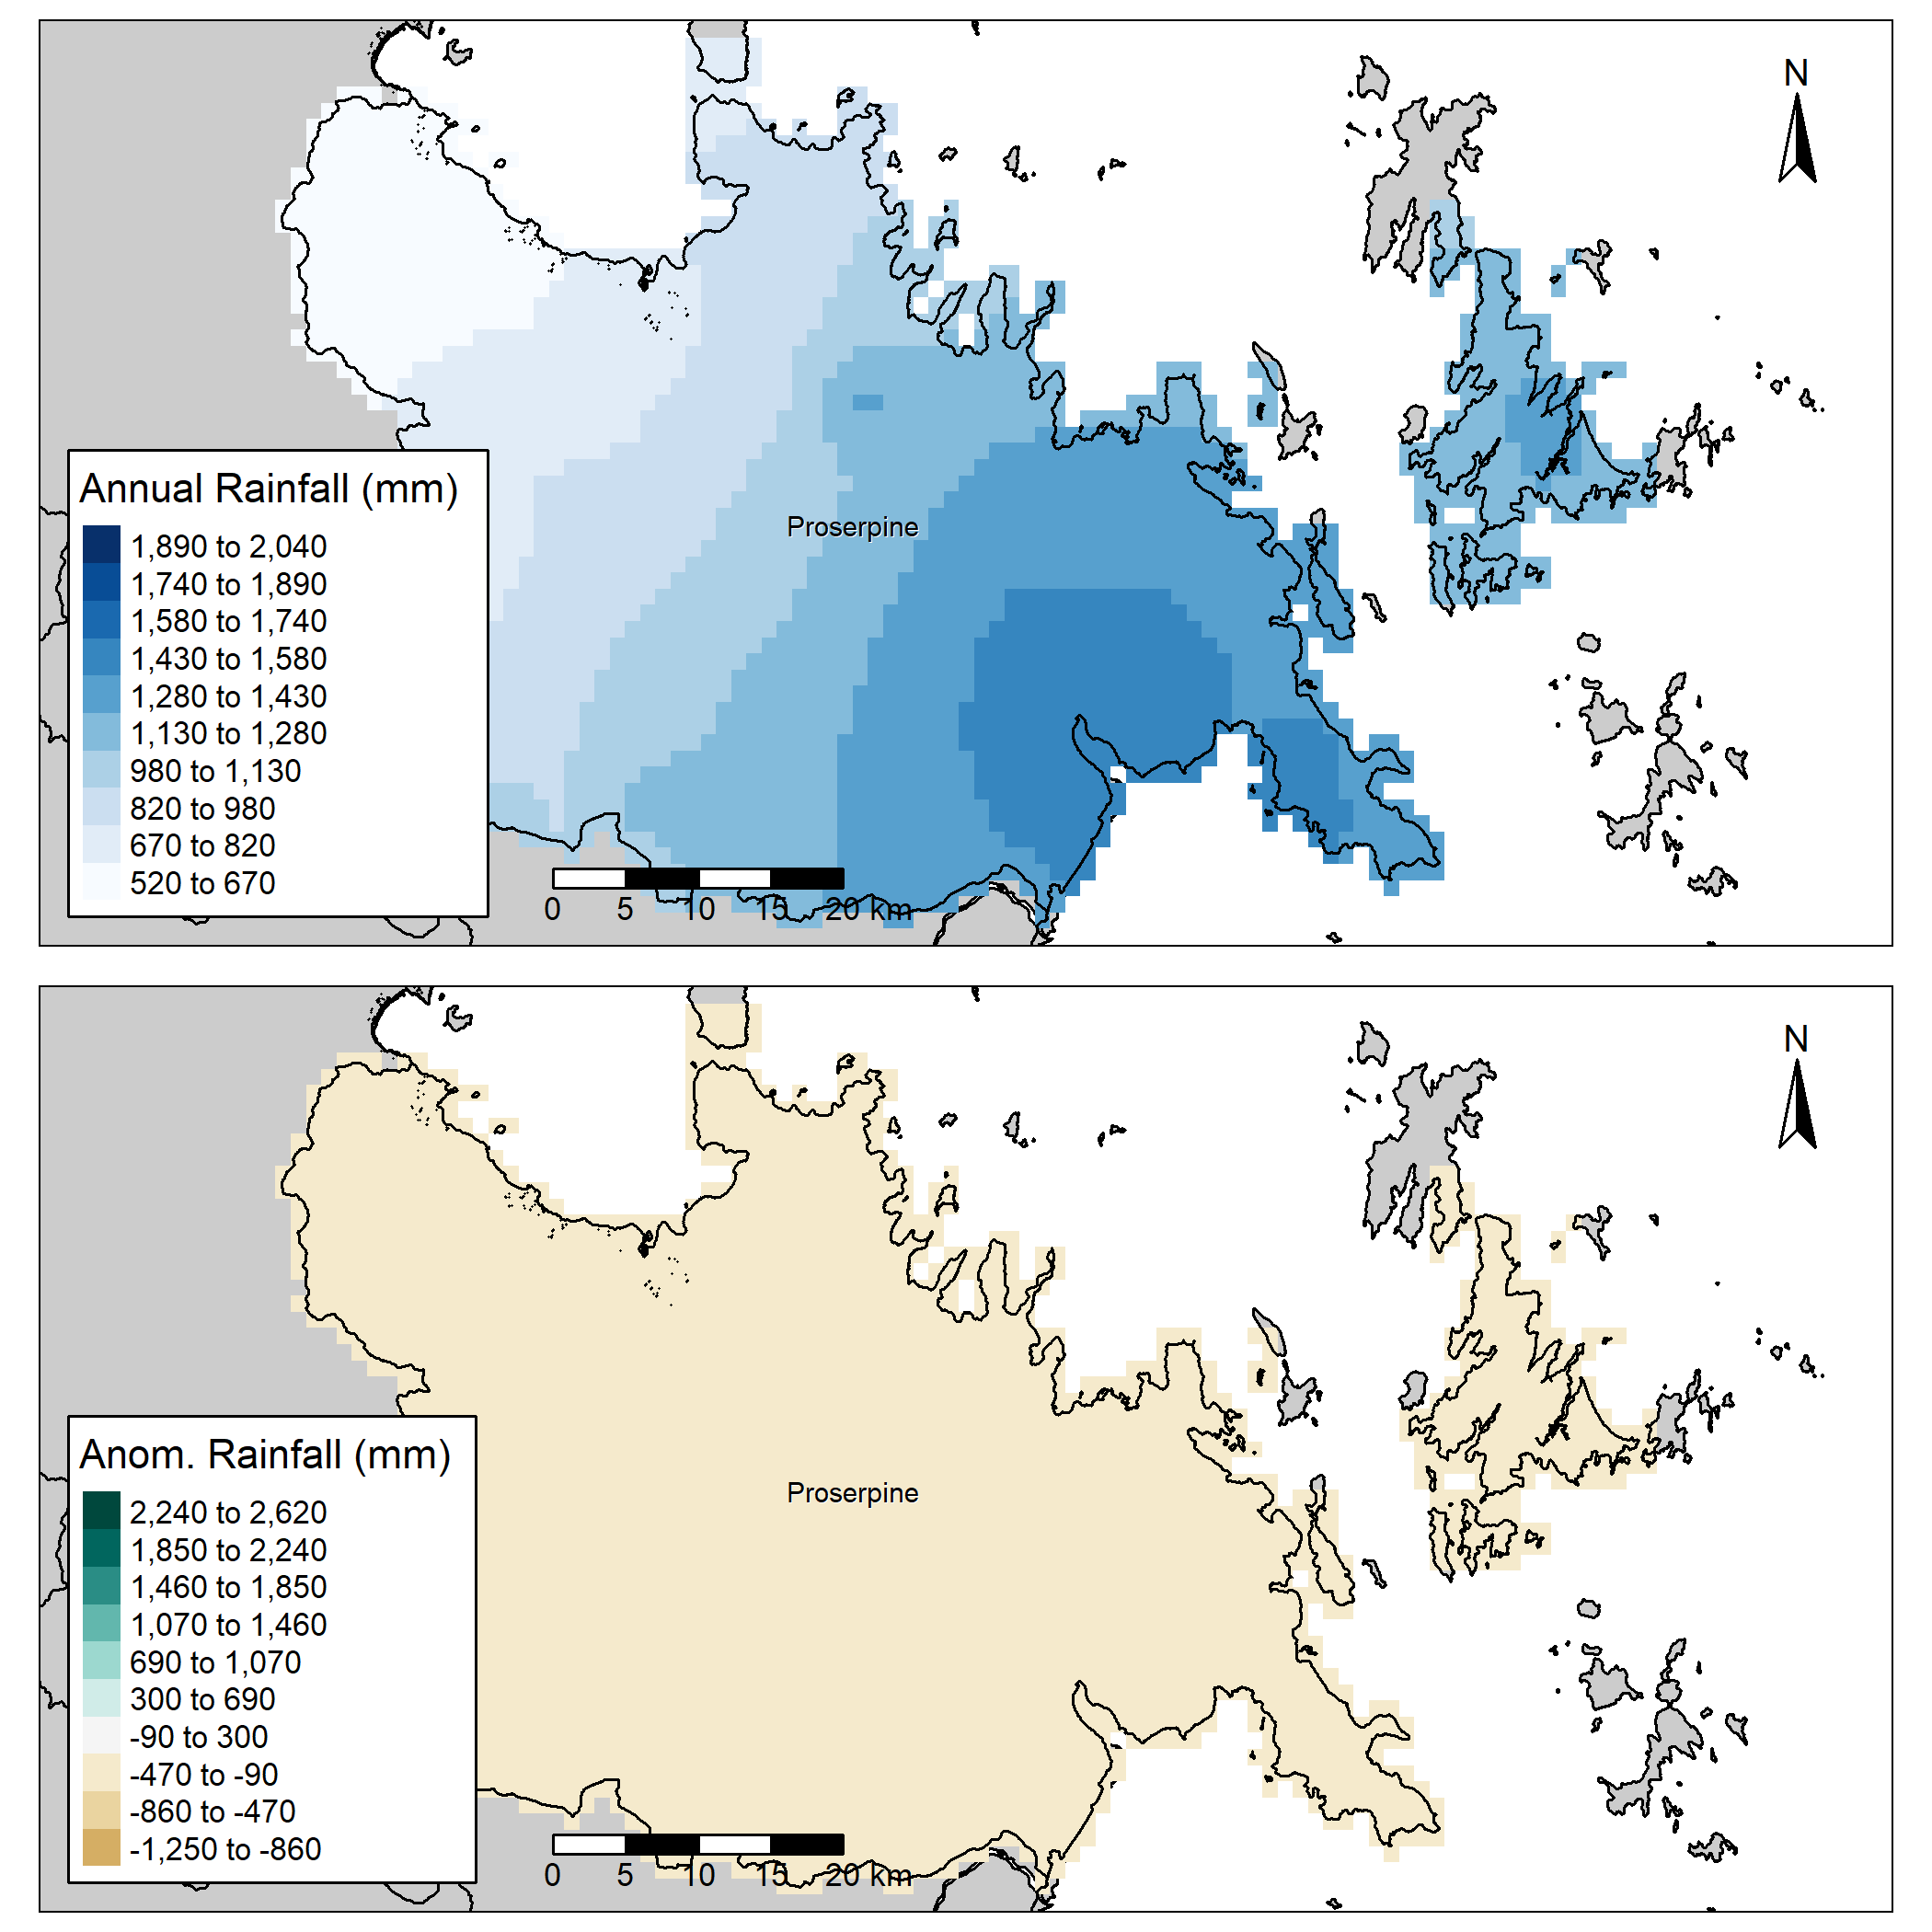 N
Annual Rainfall (mm)
1,890 to 2,040
1,740 to 1,890
1,580 to 1,740
1,430 to 1,580
1,280 to 1,430
1,130 to 1,280
980 to 1,130
820 to 980
670 to 820
520 to 670
Proserpine
0 5 10 15 20 km
N
Anom. Rainfall (mm)
2,240 to 2,620
1,850 to 2,240
1,460 to 1,850
1,070 to 1,460
690 to 1,070
300 to 690
-90 to 300
-470 to -90
-860 to -470
-1,250 to -860
Proserpine
0 5 10 15 20 km